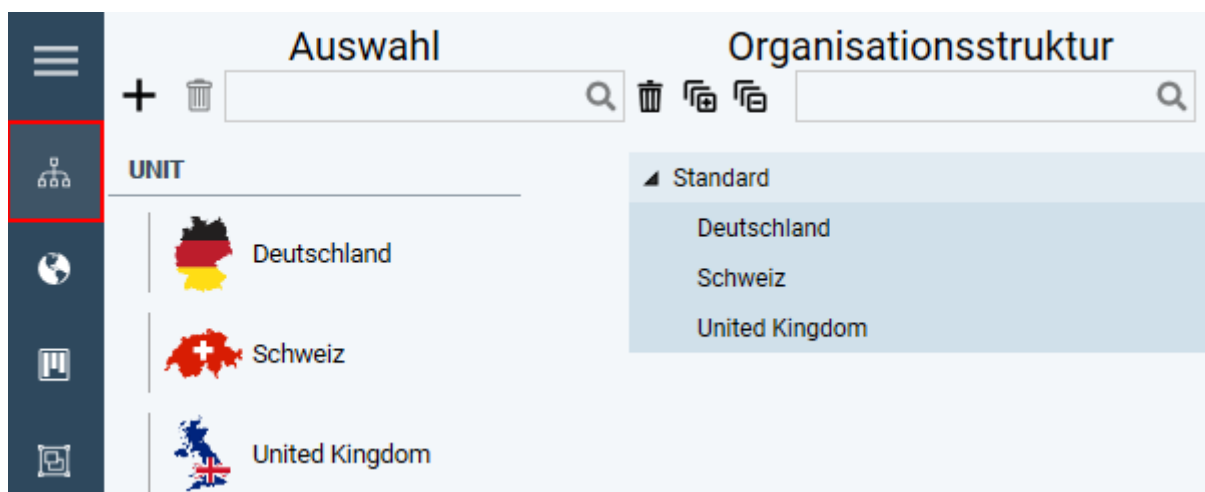 Auswahl
Organisationsstruktur
UNIT
Deutschland
Schweiz
United Kingdom
Standard
Deutschland
Schweiz
United Kingdom